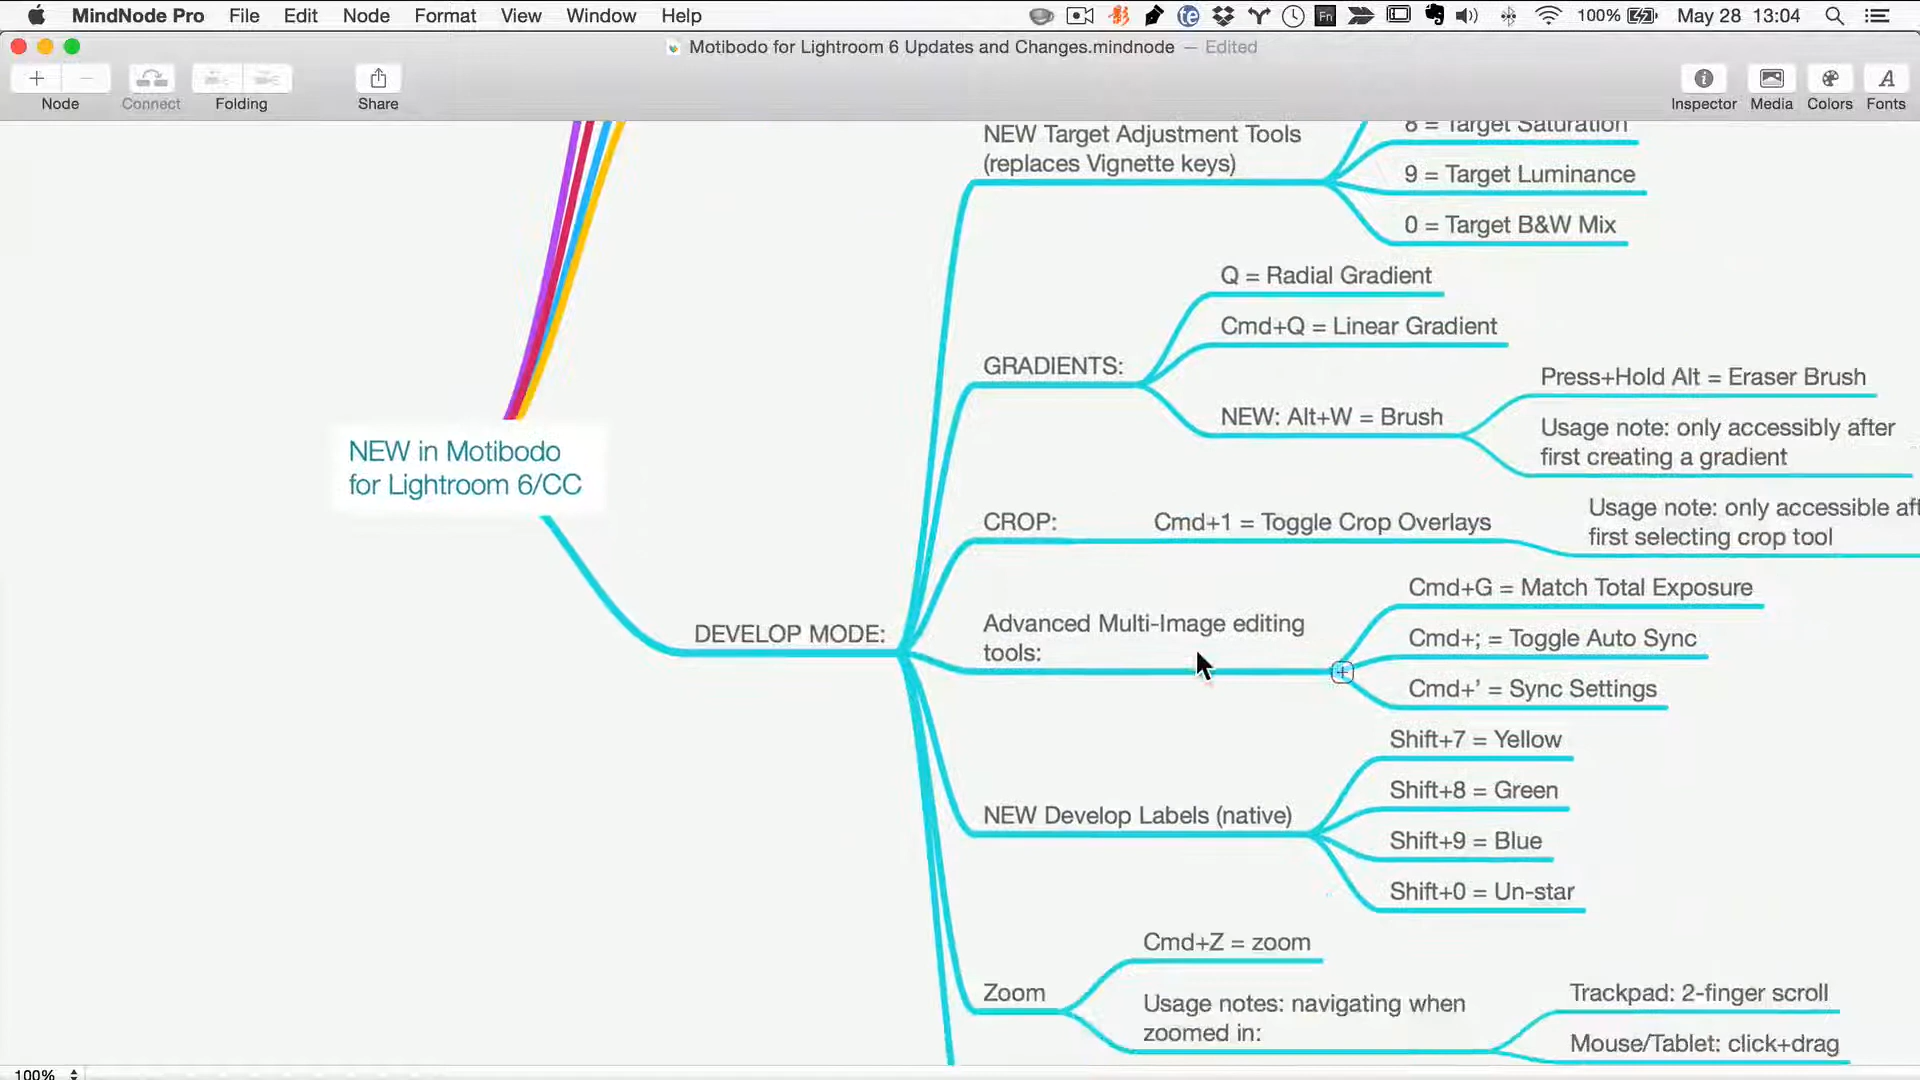 MindNode Pro File Edit Node Format View Window Help 100% May 28 13:04
Motibodo for Lightroom 6 Updates and Changes.mindnode — Edited
Node Connect Folding Share Inspector Media Colors Fonts
NEW Target Adjustment Tools
(replaces Vignette keys)
8 = Target Saturation
9 = Target Luminance
0 = Target B&W Mix
GRADIENTS:
Q = Radial Gradient
Cmd+Q = Linear Gradient
NEW: Alt+W = Brush
Press+Hold Alt = Eraser Brush
Usage note: only accessibly after
first creating a gradient
NEW in Motibodo
for Lightroom 6/CC
CROP:
Cmd+1 = Toggle Crop Overlays
Usage note: only accessible aft
first selecting crop tool
DEVELOP MODE:
Advanced Multi-Image editing
tools:
Cmd+G = Match Total Exposure
Cmd+; = Toggle Auto Sync
Cmd+’ = Sync Settings
NEW Develop Labels (native)
Shift+7 = Yellow
Shift+8 = Green
Shift+9 = Blue
Shift+0 = Un-star
Zoom
Cmd+Z = zoom
Usage notes: navigating when
zoomed in:
Trackpad: 2-finger scroll
Mouse/Tablet: click+drag
100%